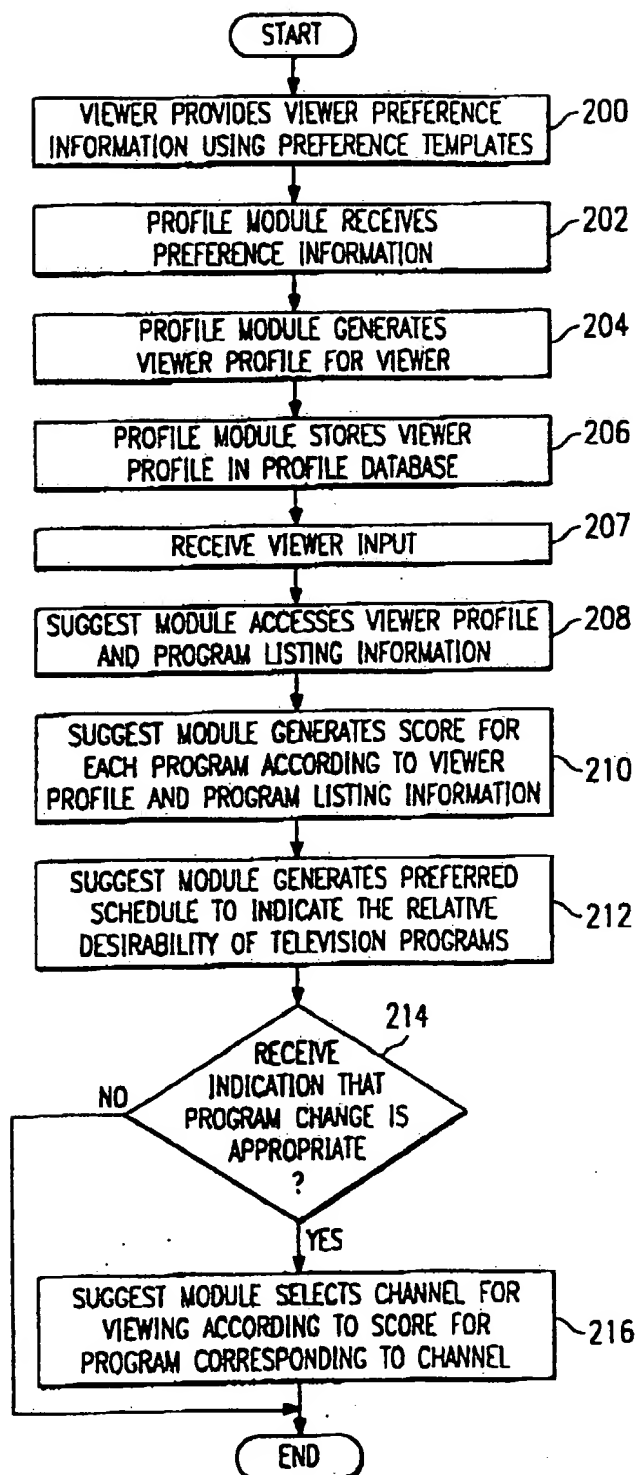 START
VIEWER PROVIDES VIEWER PREFERENCE
INFORMATION USING PREFERENCE TEMPLATES
200
PROFILE MODULE RECEIVES
PREFERENCE INFORMATION
202
PROFILE MODULE GENERATES
VIEWER PROFILE FOR VIEWER
204
PROFILE MODULE STORES VIEWER
PROFILE IN PROFILE DATABASE
206
RECEIVE VIEWER INPUT
207
SUGGEST MODULE ACCESSES VIEWER PROFILE
AND PROGRAM LISTING INFORMATION
208
SUGGEST MODULE GENERATES SCORE FOR
EACH PROGRAM ACCORDING TO VIEWER
PROFILE AND PROGRAM LISTING INFORMATION
210
SUGGEST MODULE GENERATES PREFERRED
SCHEDULE TO INDICATE THE RELATIVE
DESIRABILITY OF TELEVISION PROGRAMS
212
214
RECEIVE
INDICATION THAT
PROGRAM CHANGE IS
APPROPRIATE
?
NO
YES
SUGGEST MODULE SELECTS CHANNEL FOR
VIEWING ACCORDING TO SCORE FOR
PROGRAM CORRESPONDING TO CHANNEL
216
END